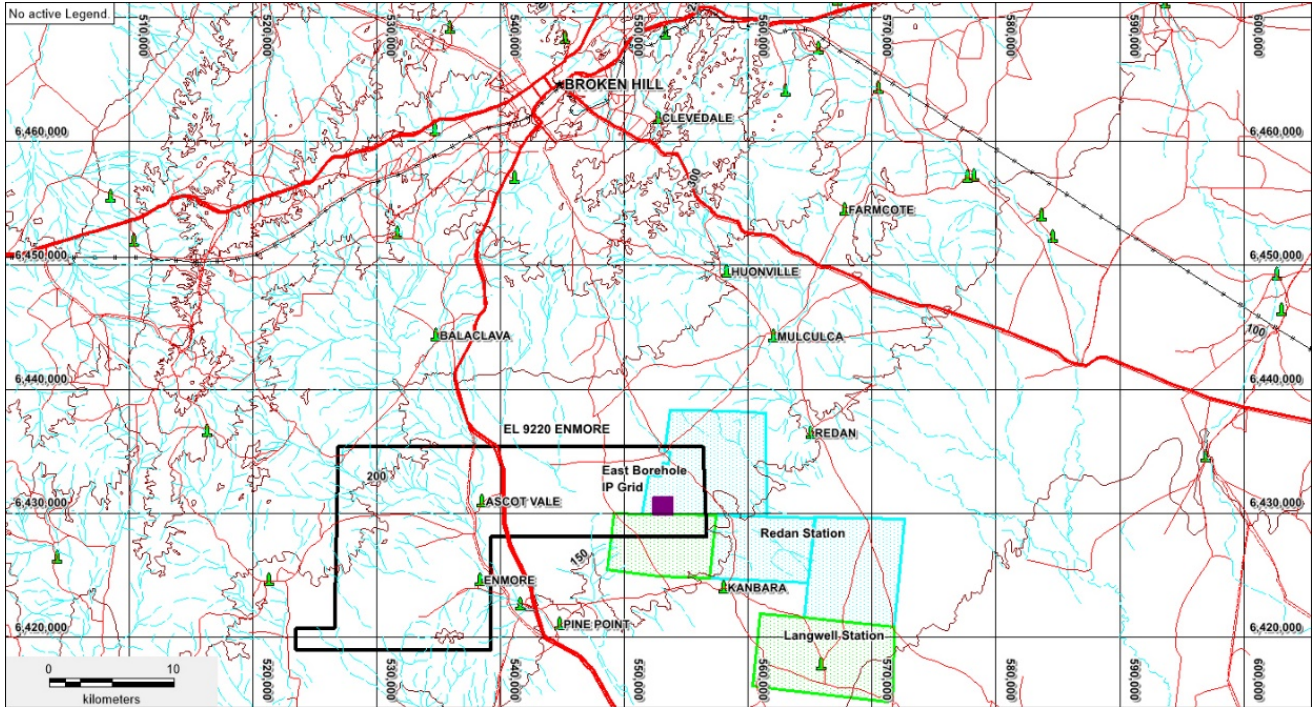 No active Legend.
510,000
520,000
530,000
540,000
550,000
560,000
570,000
580,000
590,000
600,000
BROKEN HILL
CLEVEDALE
6,460,000
6,460,000
300
FARMCOTE
6,450,000
6,450,000
HUONVILLE
100
BALACLAVA
MULCULCA
6,440,000
6,440,000
EL 9220 ENMORE
REDAN
200
East Borehole
IP Grid
ASCOT VALE
6,430,000
6,430,000
Redan Station
150
ENMORE
KANBARA
PINE POINT
6,420,000
6,420,000
Langwell Station
0 10
kilometers
520,000
530,000
540,000
550,000
560,000
570,000
580,000
590,000
600,000